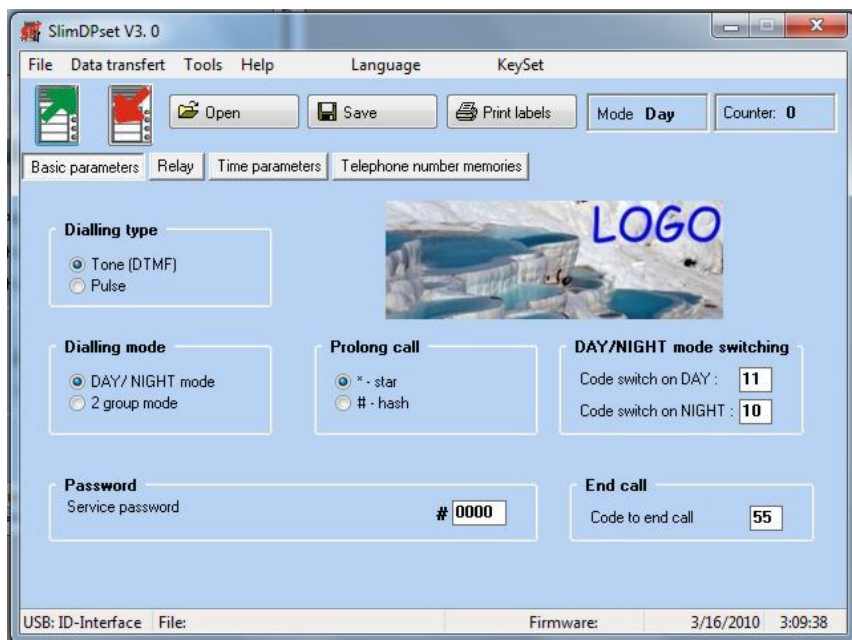 SlimDPset V3. 0
File Data transfert Tools Help Language KeySet
Open Save Print labels Mode Day Counter: 0
Basic parameters Relay Time parameters Telephone number memories
LOGO
Dialling type
Tone (DTMF)
Pulse
Dialling mode Prolong call DAY/NIGHT mode switching
DAY/ NIGHT mode * - star Code switch on DAY : 11
2 group mode # - hash Code switch on NIGHT : 10
Password End call
Service password # 0000 Code to end call 55
USB: ID-Interface File: Firmware: 3/16/2010 3:09:38